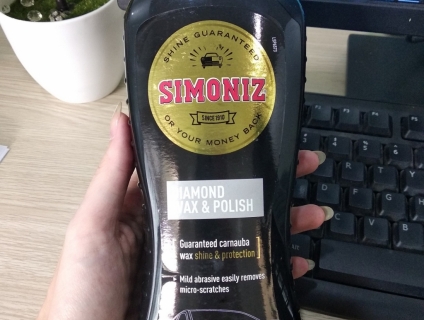 SHINE GUARANTEED
SIMONIZ
SINCE 1910
OR YOUR MONEY BACK
DIAMOND
WAX & POLISH
Guaranteed carnauba
wax shine & protection
Mild abrasive easily removes
micro-scratches